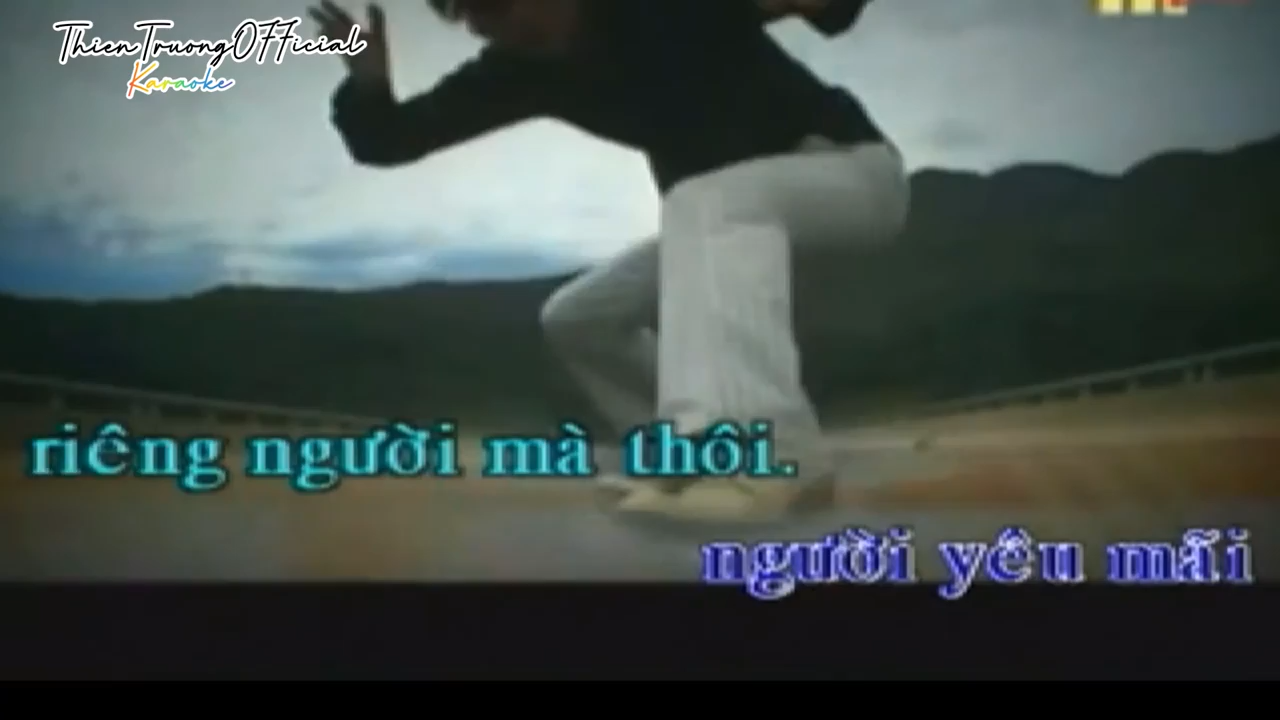 ThienTruongOFFicial
Karaoke
riêng người mà thôi.
người yêu mãi